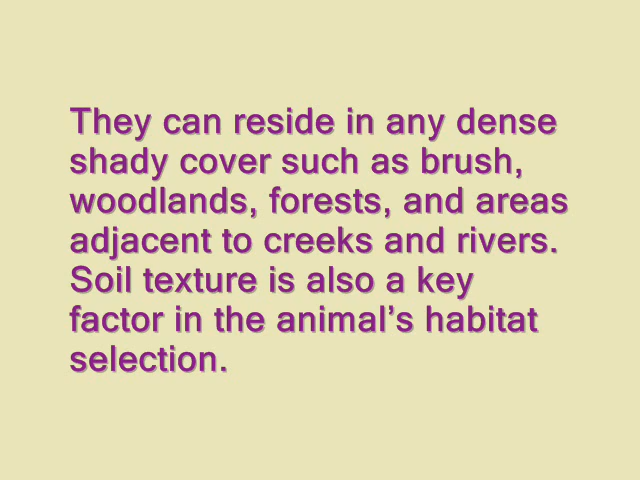 They can reside in any dense
shady cover such as brush,
woodlands, forests, and areas
adjacent to creeks and rivers.
Soil texture is also a key
factor in the animal’s habitat
selection.